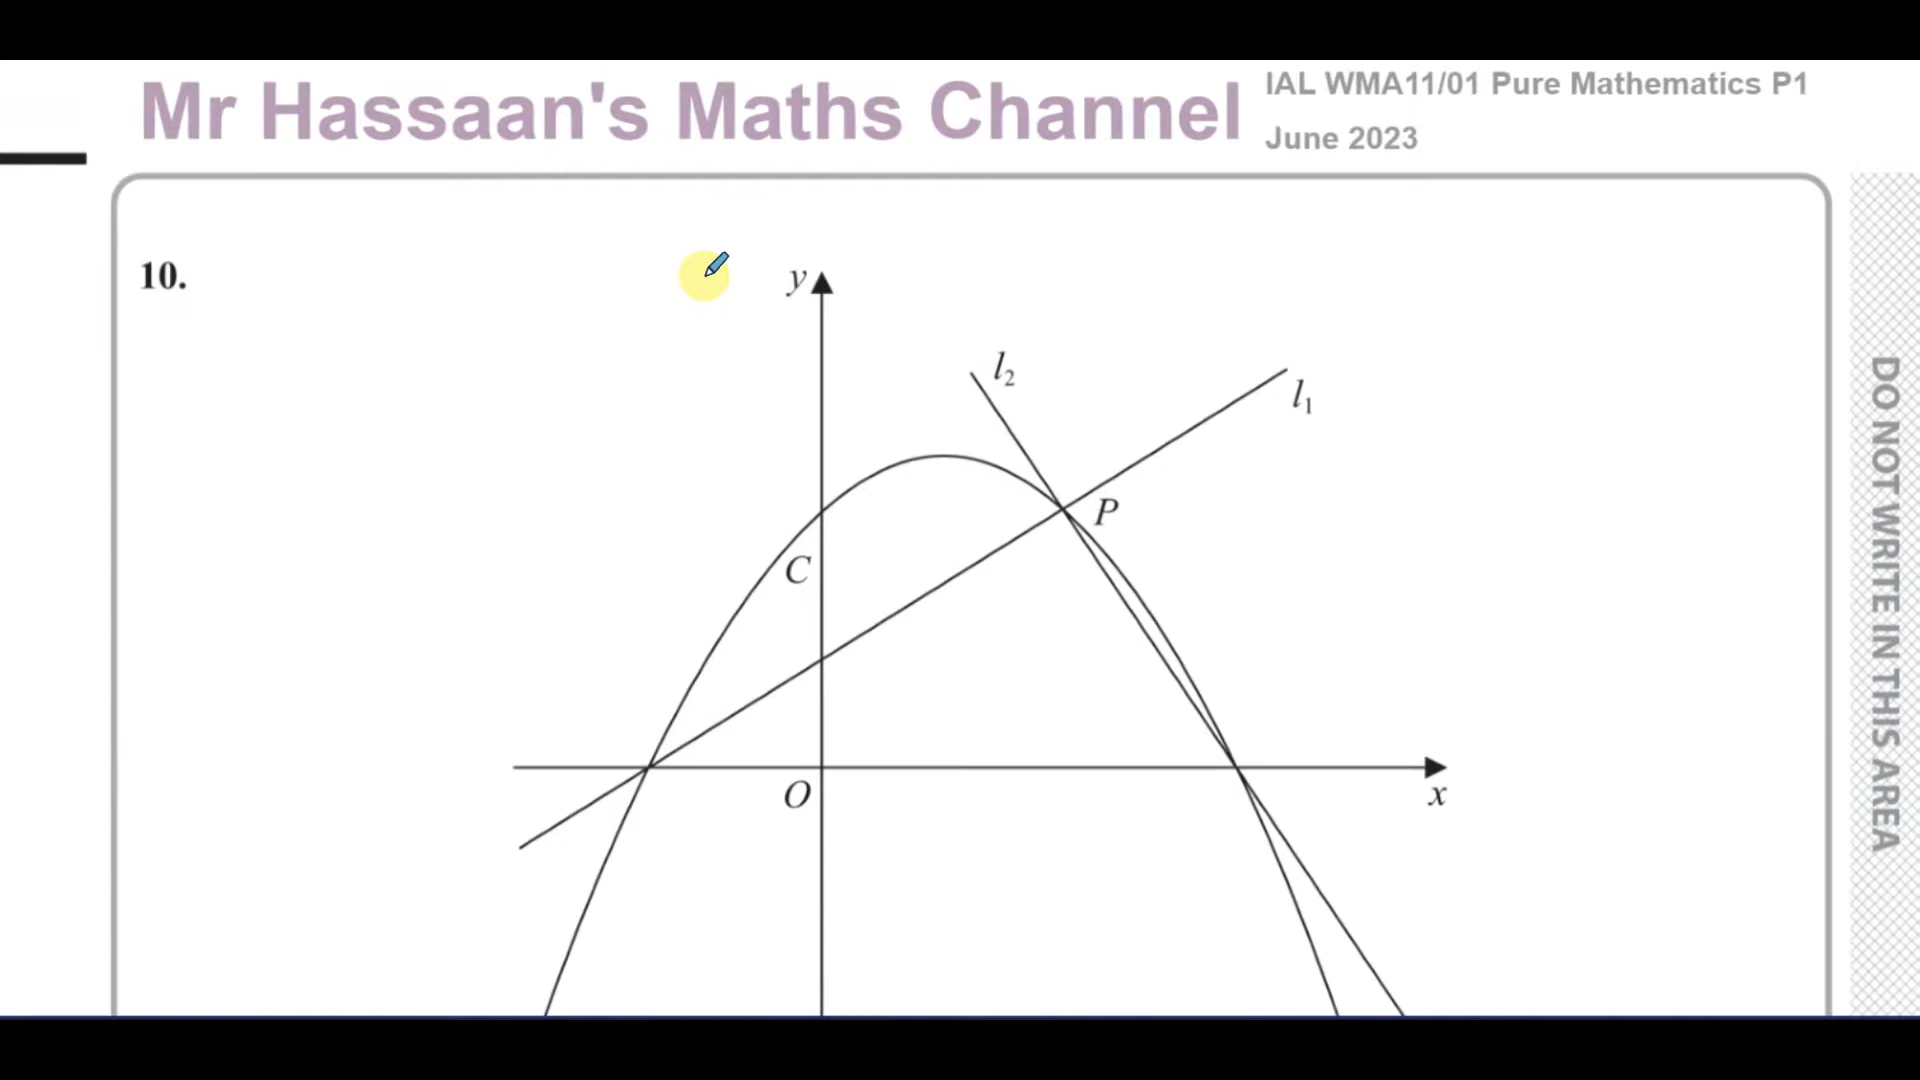 Mr Hassaan's Maths Channel
IAL WMA11/01 Pure Mathematics P1
June 2023
10.
y
l₂
l₁
P
C
O
x
DO NOT WRITE IN THIS AREA